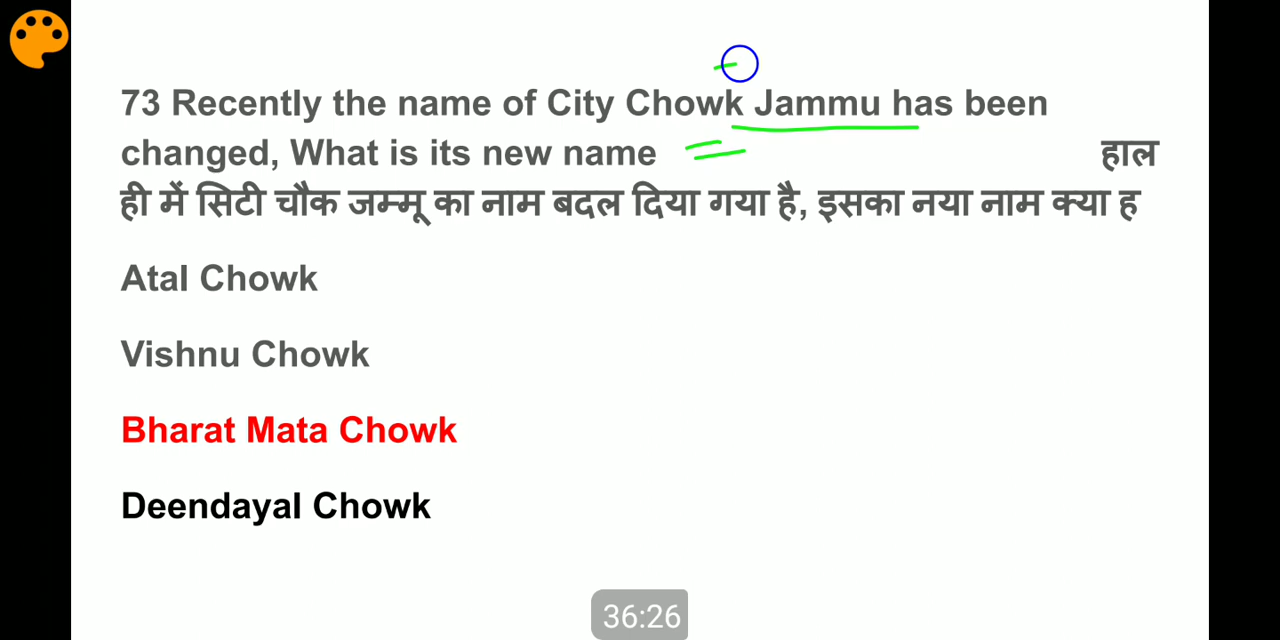 73 Recently the name of City Chowk Jammu has been
changed, What is its new name हाल
ही में सिटी चौक जम्मू का नाम बदल दिया गया है, इसका नया नाम क्या ह
Atal Chowk
Vishnu Chowk
Bharat Mata Chowk
Deendayal Chowk
36:26